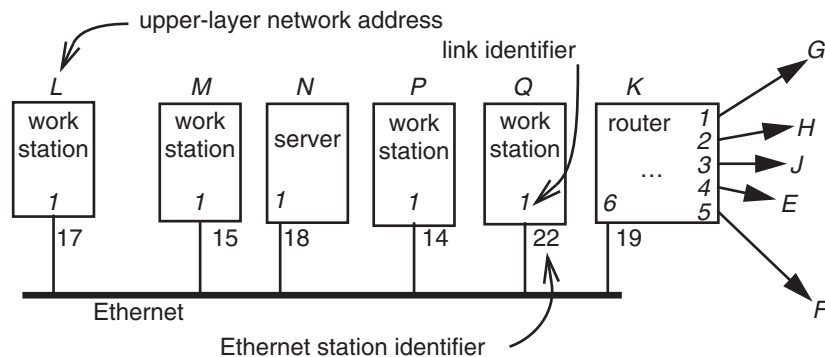 upper-layer network address
link identifier
G
L M N P Q K
work station
work station
server
work station
work station
router
1
2
3
4
5
...
H
J
E
1 1 1 1 1 6
17 15 18 14 22 19
F
Ethernet
Ethernet station identifier